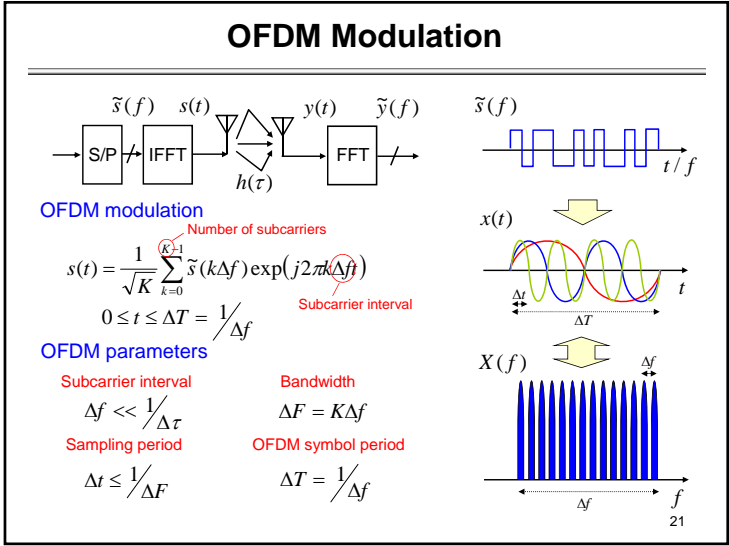 OFDM Modulation
s̃(f) s(t) y(t) ỹ(f)
S/P IFFT FFT
h(τ)
OFDM modulation
Number of subcarriers
s(t) = 1/√K ∑_{k=0}^{K-1} s̃(kΔf) exp(j2πkΔft)
Subcarrier interval
0 ≤ t ≤ ΔT = 1/Δf
OFDM parameters
Subcarrier interval Bandwidth
Δf << 1/Δτ ΔF = KΔf
Sampling period OFDM symbol period
Δt ≤ 1/ΔF ΔT = 1/Δf
s̃(f)
t / f
x(t)
Δt t
ΔT
X(f) Δf
Δf f
21